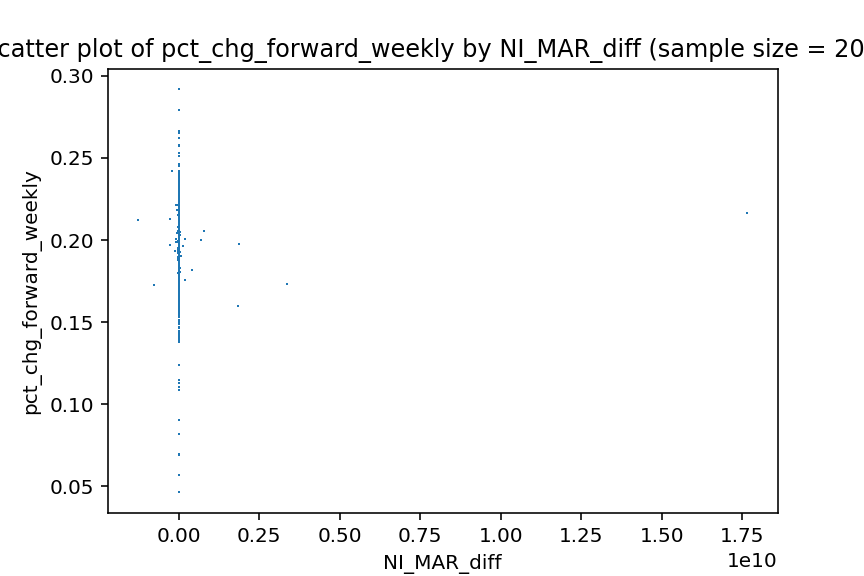 catter plot of pct_chg_forward_weekly by NI_MAR_diff (sample size = 20
0.30
0.25
0.20
0.15
0.10
0.05
pct_chg_forward_weekly
0.00 0.25 0.50 0.75 1.00 1.25 1.50 1.75
1e10
NI_MAR_diff